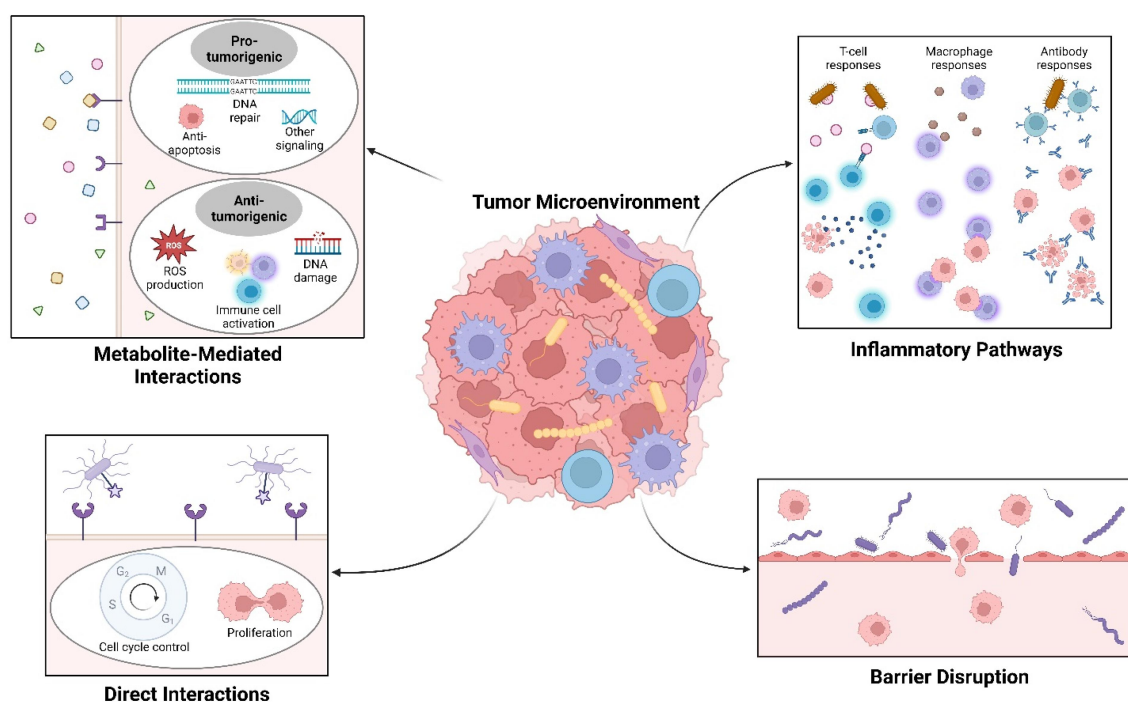 Pro-
tumorigenic
GAATTC
GAATTC
DNA
repair
Anti-
apoptosis
Other
signaling
Anti-
tumorigenic
ROS
ROS
production
Immune cell
activation
DNA
damage
Metabolite-Mediated
Interactions
Tumor Microenvironment
T-cell
responses
Macrophage
responses
Antibody
responses
Inflammatory Pathways
G₂
M
S
G₁
Cell cycle control
Proliferation
Direct Interactions
Barrier Disruption